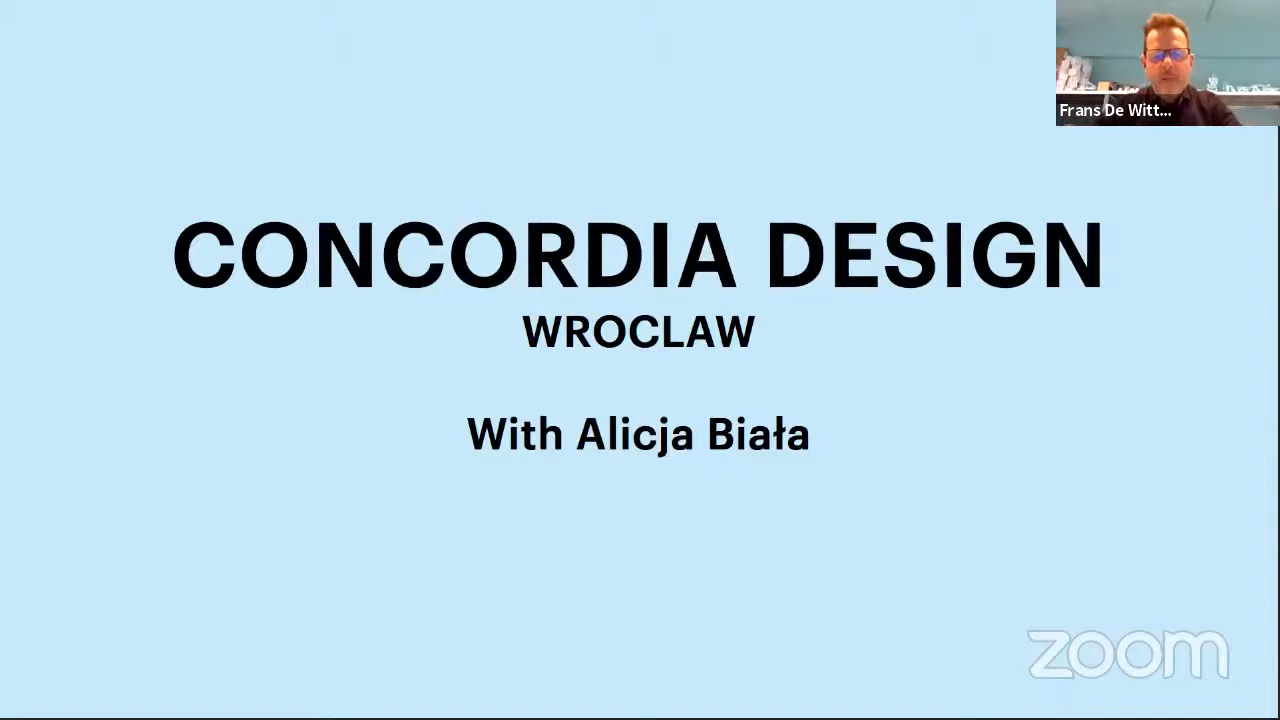 Frans De Witt...
CONCORDIA DESIGN
WROCLAW
With Alicja Biała
zoom